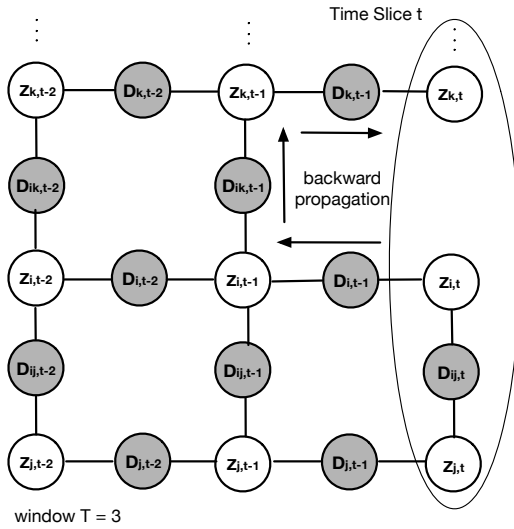 Time Slice t
Zk,t-2 Dk,t-2 Zk,t-1 Dk,t-1 Zk,t
Dik,t-2 Dik,t-1
backward
propagation
Zi,t-2 Di,t-2 Zi,t-1 Di,t-1 Zi,t
Dij,t-2 Dij,t-1 Dij,t
Zj,t-2 Dj,t-2 Zj,t-1 Dj,t-1 Zj,t
window T = 3